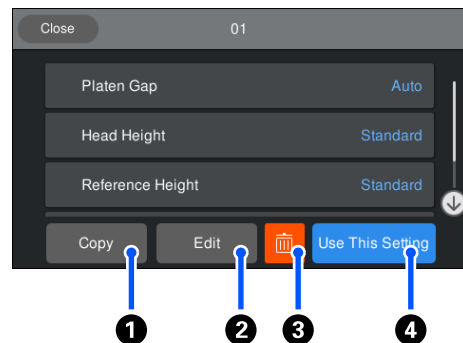 Close 01
Platen Gap Auto
Head Height Standard
Reference Height Standard
Copy Edit Use This Setting
1 2 3 4